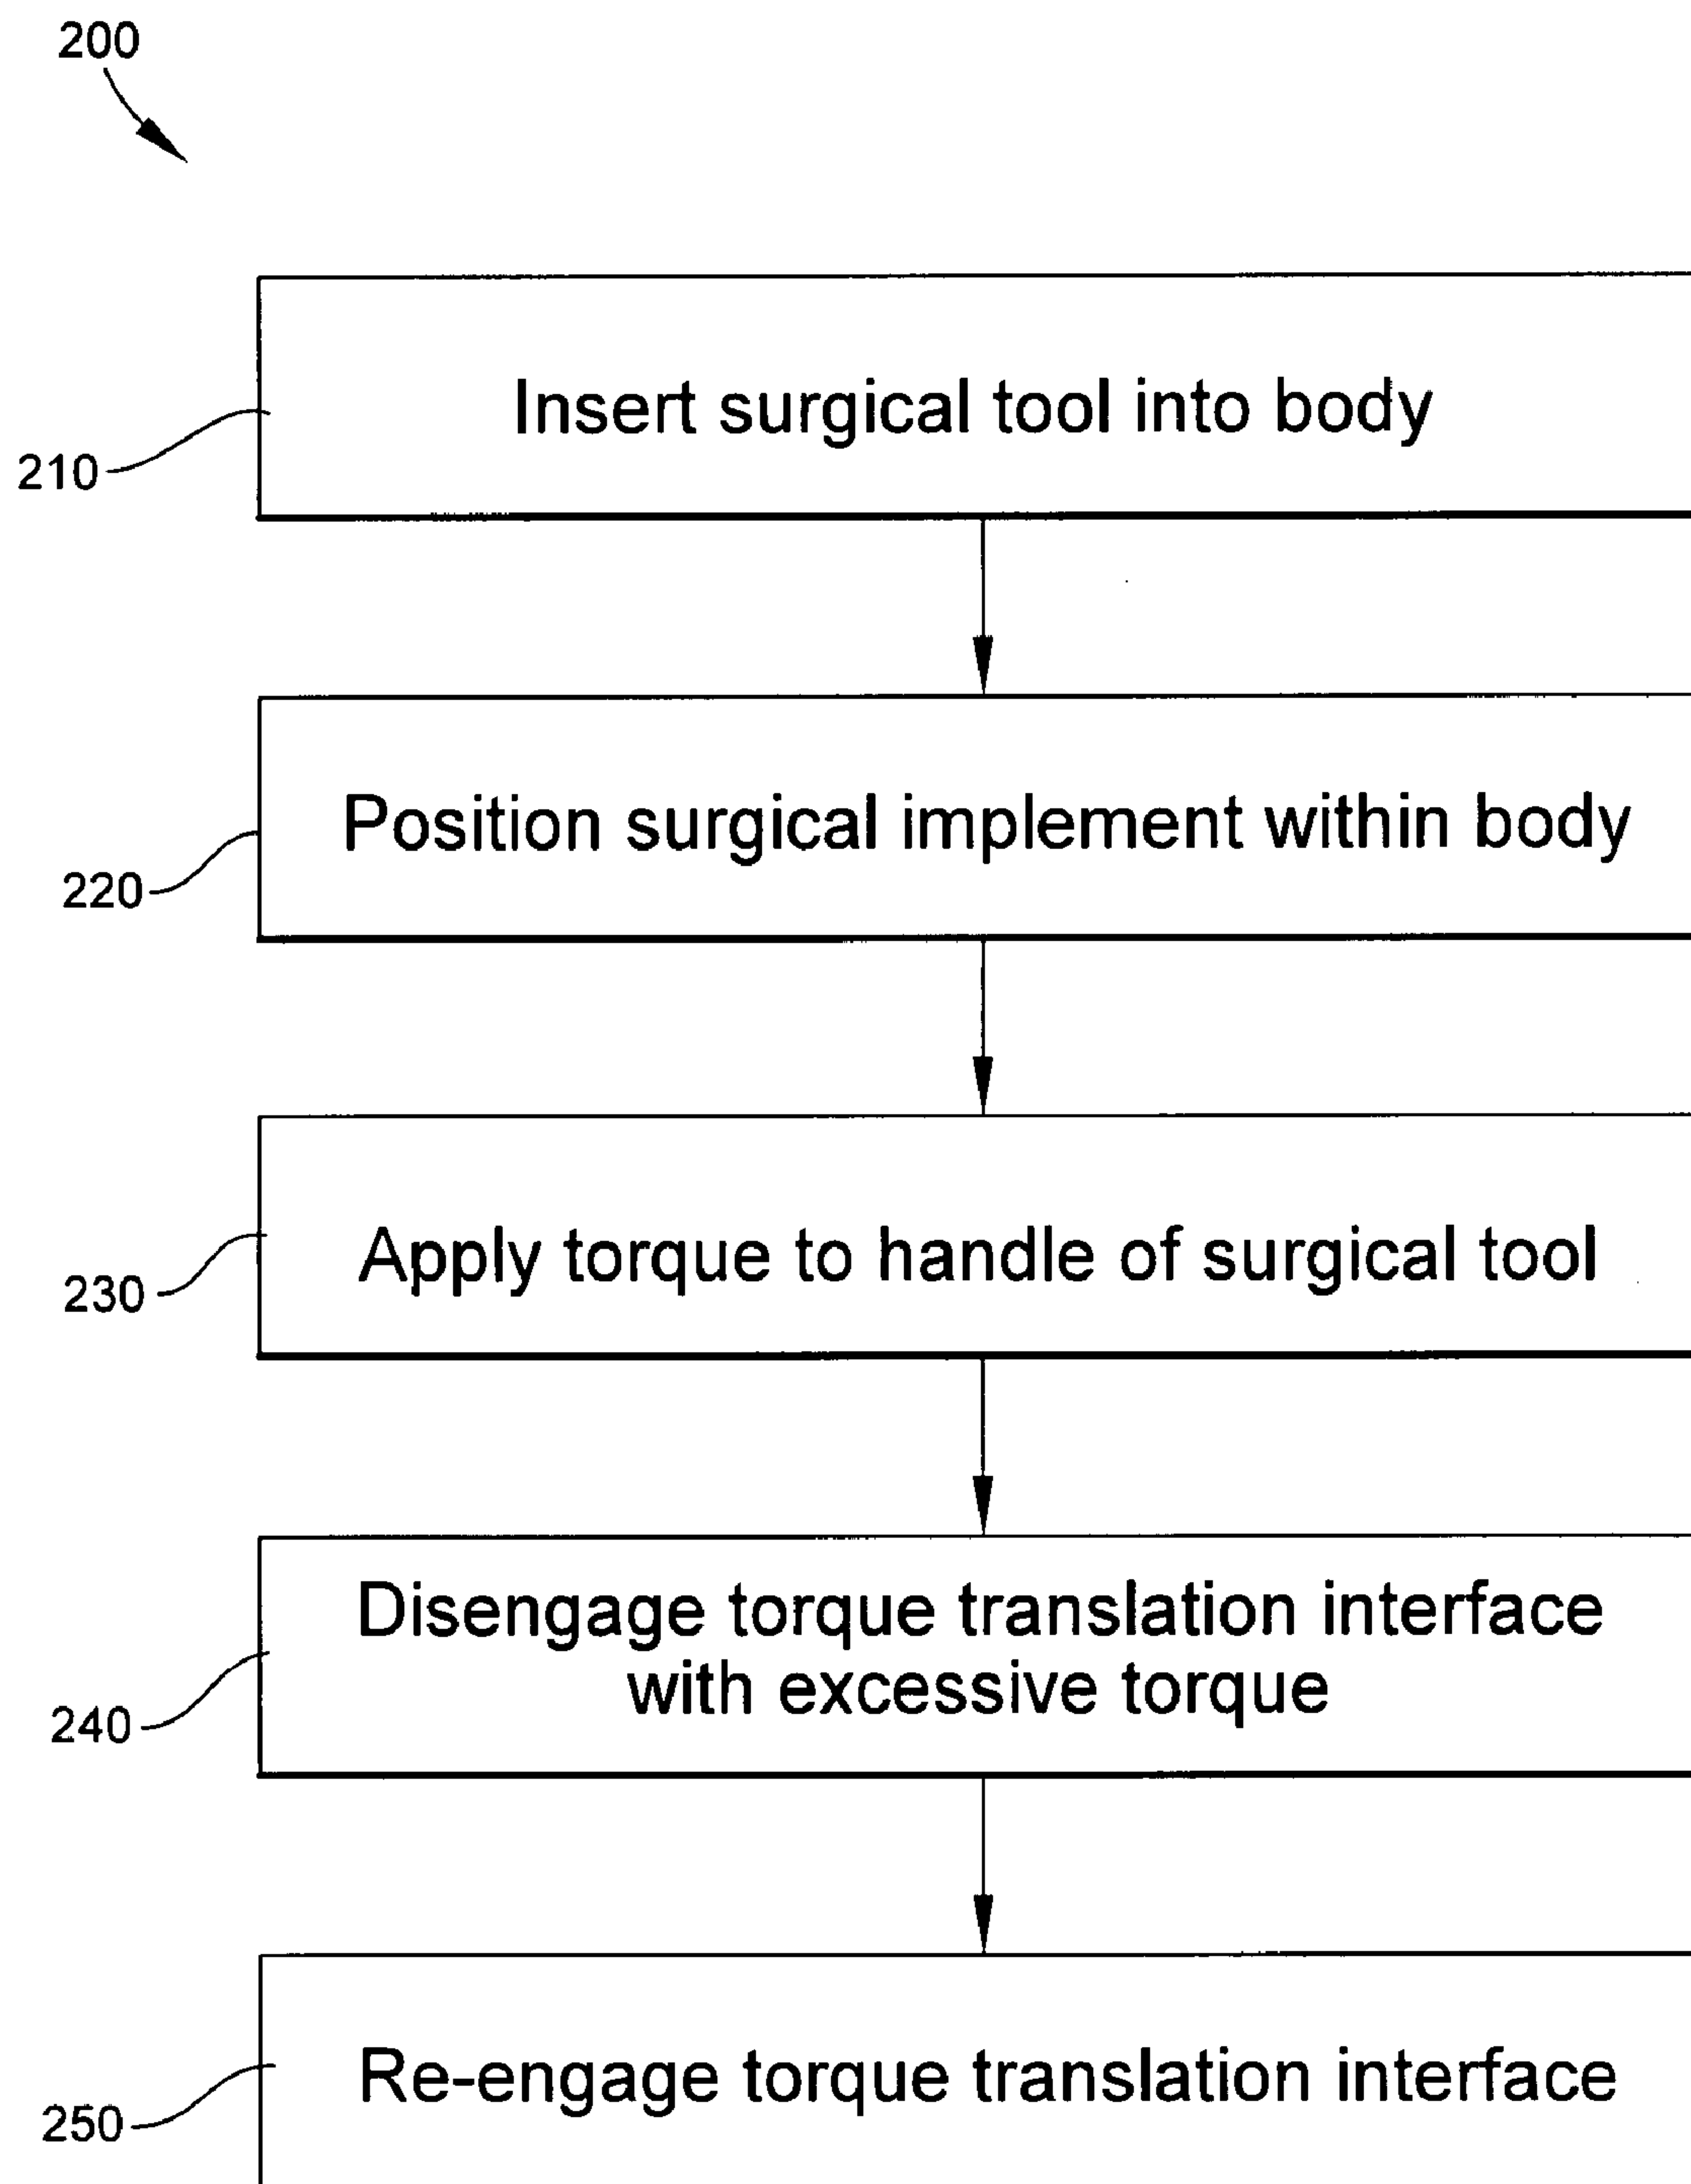 200
Insert surgical tool into body
210
Position surgical implement within body
220
Apply torque to handle of surgical tool
230
Disengage torque translation interface
with excessive torque
240
Re-engage torque translation interface
250